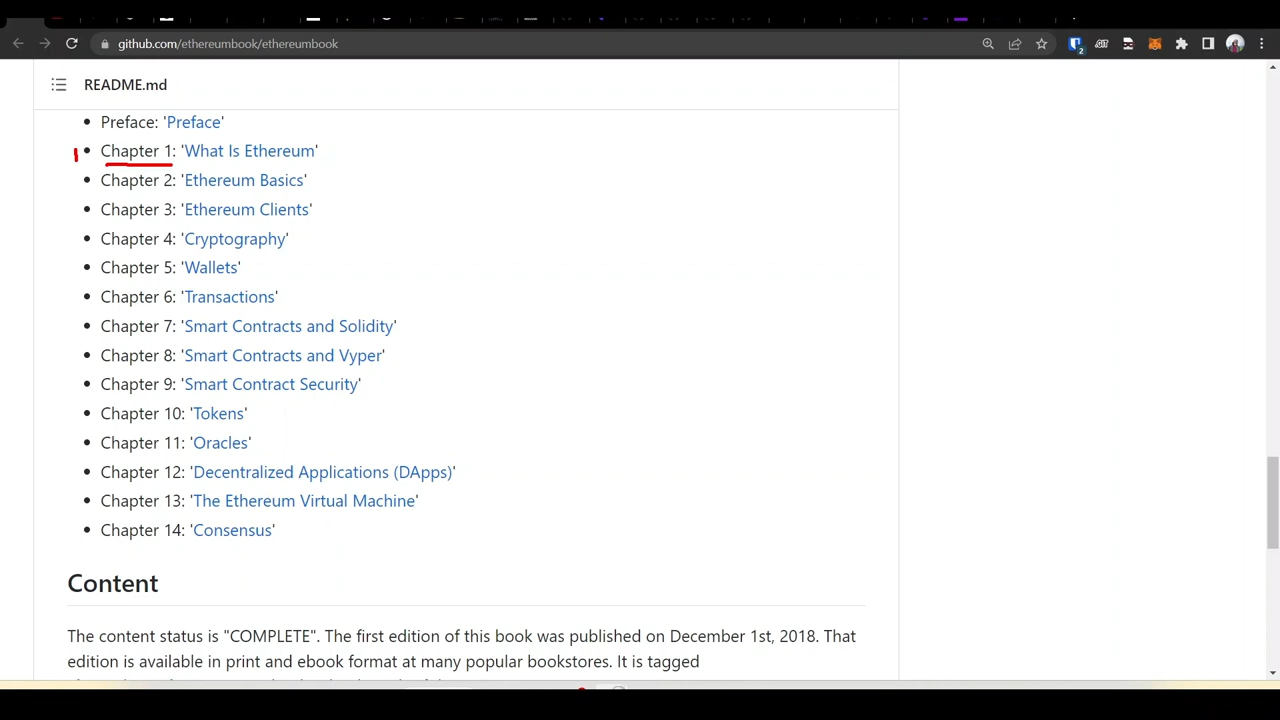 github.com/ethereumbook/ethereumbook
2
README.md
Preface: 'Preface'
Chapter 1: 'What Is Ethereum'
Chapter 2: 'Ethereum Basics'
Chapter 3: 'Ethereum Clients'
Chapter 4: 'Cryptography'
Chapter 5: 'Wallets'
Chapter 6: 'Transactions'
Chapter 7: 'Smart Contracts and Solidity'
Chapter 8: 'Smart Contracts and Vyper'
Chapter 9: 'Smart Contract Security'
Chapter 10: 'Tokens'
Chapter 11: 'Oracles'
Chapter 12: 'Decentralized Applications (DApps)'
Chapter 13: 'The Ethereum Virtual Machine'
Chapter 14: 'Consensus'
Content
The content status is "COMPLETE". The first edition of this book was published on December 1st, 2018. That
edition is available in print and ebook format at many popular bookstores. It is tagged